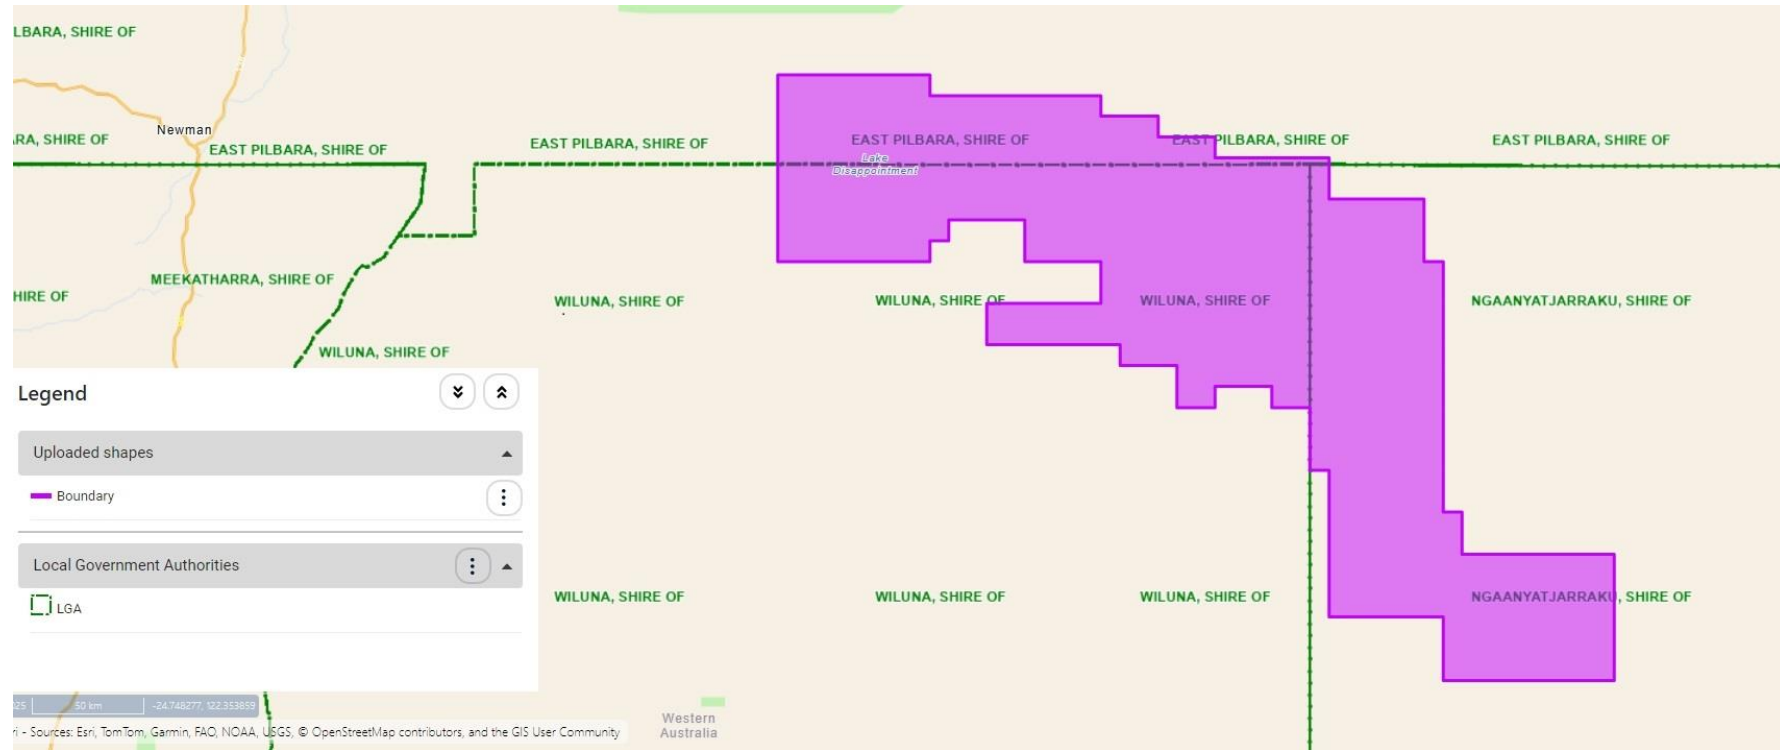 LBARA, SHIRE OF
Newman
RA, SHIRE OF
EAST PILBARA, SHIRE OF
EAST PILBARA, SHIRE OF
EAST PILBARA, SHIRE OF
EAST PILBARA, SHIRE OF
EAST PILBARA, SHIRE OF
Lake
Disappointment
MEEKATHARRA, SHIRE OF
HIRE OF
WILUNA, SHIRE OF
WILUNA, SHIRE OF
WILUNA, SHIRE OF
NGAANYATJARRAKU, SHIRE OF
WILUNA, SHIRE OF
Legend
Uploaded shapes
Boundary
Local Government Authorities
LGA
WILUNA, SHIRE OF
WILUNA, SHIRE OF
WILUNA, SHIRE OF
NGAANYATJARRAKU, SHIRE OF
025
50 km
-24.748277, 122.353859
ri - Sources: Esri, TomTom, Garmin, FAO, NOAA, USGS, © OpenStreetMap contributors, and the GIS User Community
Western
Australia